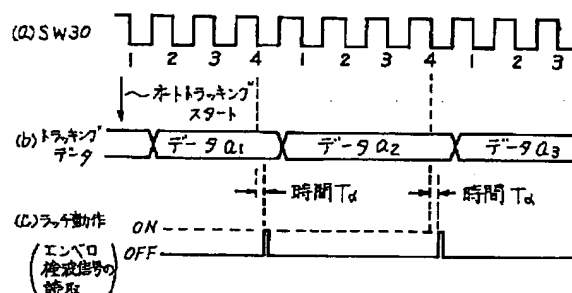 (a) SW30
1 2 3 4 1 2 3 4 1 2 3
オートトラッキング
スタート
(b) トラッキング
データ
データ a1 データ a2 データ a3
時間 Tα 時間 Tα
(C) ラッチ動作
ON
OFF
(エンベロ
検波信号の
読取)